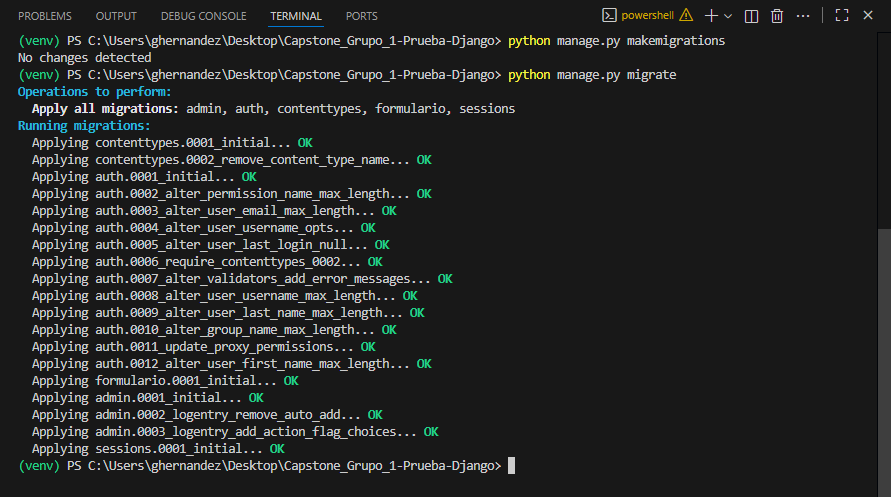 PROBLEMS OUTPUT DEBUG CONSOLE TERMINAL PORTS powershell
(venv) PS C:\Users\ghernandez\Desktop\Capstone_Grupo_1-Prueba-Django> python manage.py makemigrations
No changes detected
(venv) PS C:\Users\ghernandez\Desktop\Capstone_Grupo_1-Prueba-Django> python manage.py migrate
Operations to perform:
  Apply all migrations: admin, auth, contenttypes, formulario, sessions
Running migrations:
  Applying contenttypes.0001_initial... OK
  Applying contenttypes.0002_remove_content_type_name... OK
  Applying auth.0001_initial... OK
  Applying auth.0002_alter_permission_name_max_length... OK
  Applying auth.0003_alter_user_email_max_length... OK
  Applying auth.0004_alter_user_username_opts... OK
  Applying auth.0005_alter_user_last_login_null... OK
  Applying auth.0006_require_contenttypes_0002... OK
  Applying auth.0007_alter_validators_add_error_messages... OK
  Applying auth.0008_alter_user_username_max_length... OK
  Applying auth.0009_alter_user_last_name_max_length... OK
  Applying auth.0010_alter_group_name_max_length... OK
  Applying auth.0011_update_proxy_permissions... OK
  Applying auth.0012_alter_user_first_name_max_length... OK
  Applying formulario.0001_initial... OK
  Applying admin.0001_initial... OK
  Applying admin.0002_logentry_remove_auto_add... OK
  Applying admin.0003_logentry_add_action_flag_choices... OK
  Applying sessions.0001_initial... OK
(venv) PS C:\Users\ghernandez\Desktop\Capstone_Grupo_1-Prueba-Django>